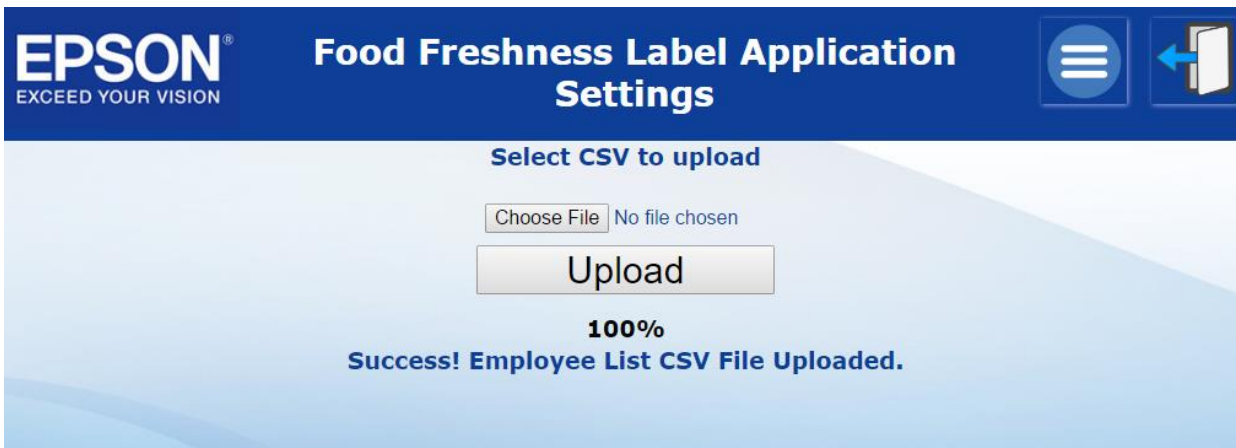 EPSON®
EXCEED YOUR VISION
Food Freshness Label Application
Settings
Select CSV to upload
Choose File No file chosen
Upload
100%
Success! Employee List CSV File Uploaded.